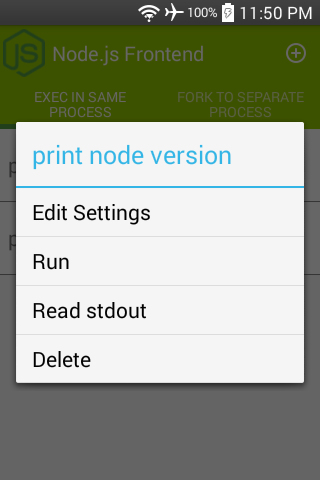 100% 11:50 PM
JS Node.js Frontend
EXEC IN SAME FORK TO SEPARATE
PROCESS PROCESS
print node version
p
Edit Settings
p
Run
Read stdout
Delete